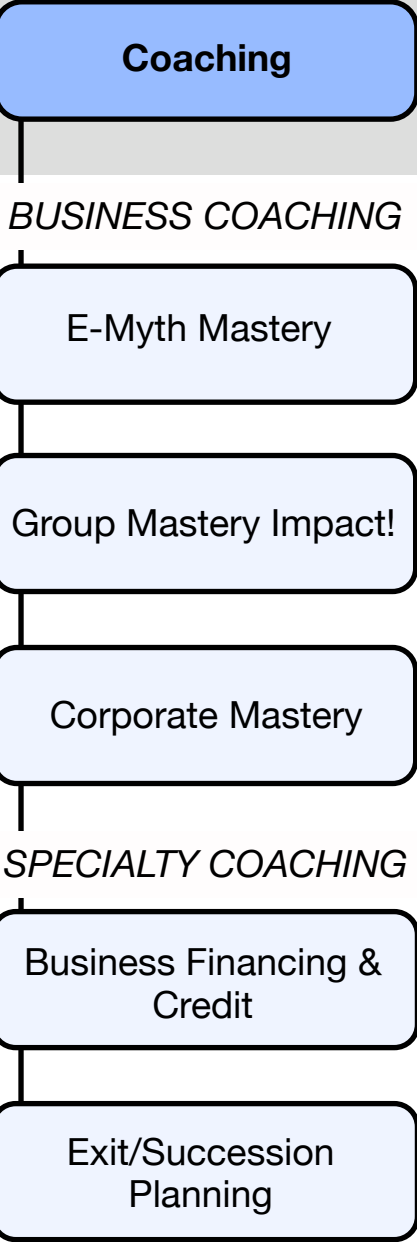 Coaching
BUSINESS COACHING
E-Myth Mastery
Group Mastery Impact!
Corporate Mastery
SPECIALTY COACHING
Business Financing &
Credit
Exit/Succession
Planning